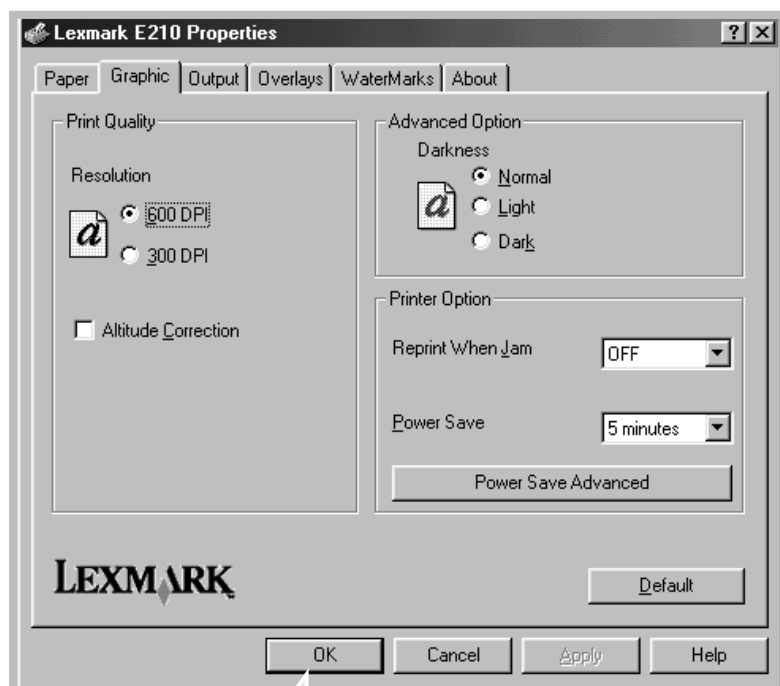 Lexmark E210 Properties
Paper Graphic Output Overlays WaterMarks About
Print Quality
Resolution
a
600 DPI
300 DPI
Altitude Correction
Advanced Option
Darkness
a
Normal
Light
Dark
Printer Option
Reprint When Jam OFF
Power Save 5 minutes
Power Save Advanced
LEXMARK
Default
OK Cancel Apply Help